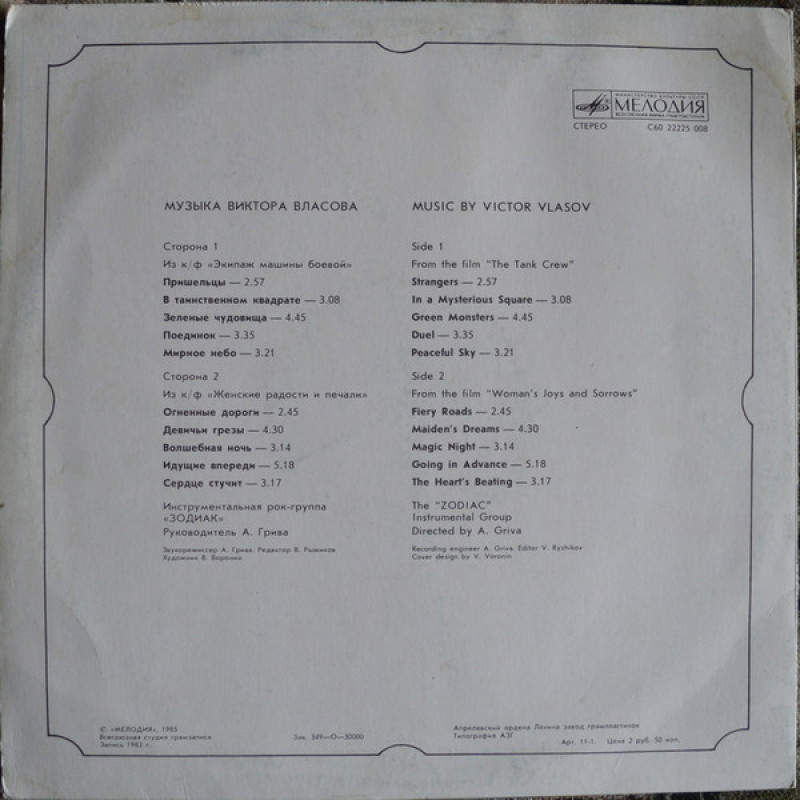 МИНИСТЕРСТВО КУЛЬТУРЫ СССР
МЕЛОДИЯ
ВСЕСОЮЗНАЯ ФИРМА ГРАМПЛАСТИНОК
СТЕРЕО С60 22225 008
МУЗЫКА ВИКТОРА ВЛАСОВА
Сторона 1
Из к/ф «Экипаж машины боевой»
Пришельцы — 2.57
В таинственном квадрате — 3.08
Зеленые чудовища — 4.45
Поединок — 3.35
Мирное небо — 3.21
Сторона 2
Из к/ф «Женские радости и печали»
Огненные дороги — 2.45
Девичьи грезы — 4.30
Волшебная ночь — 3.14
Идущие впереди — 5.18
Сердце стучит — 3.17
Инструментальная рок-группа
«ЗОДИАК»
Руководитель А. Грива
Звукорежиссер А. Грива. Редактор В. Рыжиков
Художник В. Воронин
MUSIC BY VICTOR VLASOV
Side 1
From the film "The Tank Crew"
Strangers — 2.57
In a Mysterious Square — 3.08
Green Monsters — 4.45
Duel — 3.35
Peaceful Sky — 3.21
Side 2
From the film "Woman's Joys and Sorrows"
Fiery Roads — 2.45
Maiden's Dreams — 4.30
Magic Night — 3.14
Going in Advance — 5.18
The Heart's Beating — 3.17
The "ZODIAC"
Instrumental Group
Directed by A. Griva
Recording engineer A. Griva. Editor V. Ryzhikov
Cover design by V. Voronin
© «МЕЛОДИЯ», 1985
Всесоюзная студия грамзаписи
Запись 1982 г.
Зак. 349—О—30000
Апрелевский ордена Ленина завод грампластинок
Типография АЗГ
Арт. 11-1. Цена 2 руб. 50 коп.